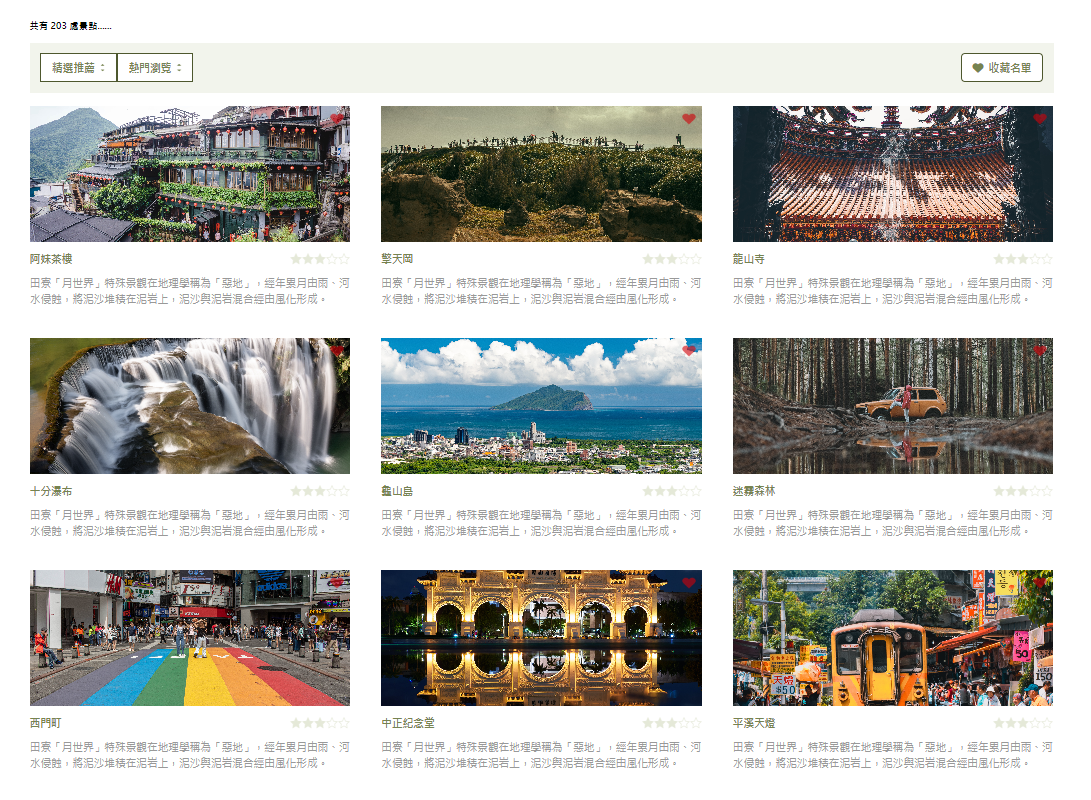 共有 203 處景點......
精選推薦
熱門瀏覽
收藏名單
阿妹茶樓
擎天岡
龍山寺
田寮「月世界」特殊景觀在地理學稱為「惡地」，經年累月由雨、河
水侵蝕，將泥沙堆積在泥岩上，泥沙與泥岩混合經由風化形成。
田寮「月世界」特殊景觀在地理學稱為「惡地」，經年累月由雨、河
水侵蝕，將泥沙堆積在泥岩上，泥沙與泥岩混合經由風化形成。
田寮「月世界」特殊景觀在地理學稱為「惡地」，經年累月由雨、河
水侵蝕，將泥沙堆積在泥岩上，泥沙與泥岩混合經由風化形成。
十分瀑布
龜山島
迷霧森林
田寮「月世界」特殊景觀在地理學稱為「惡地」，經年累月由雨、河
水侵蝕，將泥沙堆積在泥岩上，泥沙與泥岩混合經由風化形成。
田寮「月世界」特殊景觀在地理學稱為「惡地」，經年累月由雨、河
水侵蝕，將泥沙堆積在泥岩上，泥沙與泥岩混合經由風化形成。
田寮「月世界」特殊景觀在地理學稱為「惡地」，經年累月由雨、河
水侵蝕，將泥沙堆積在泥岩上，泥沙與泥岩混合經由風化形成。
天燈
$50
50
150
西門町
中正紀念堂
平溪天燈
田寮「月世界」特殊景觀在地理學稱為「惡地」，經年累月由雨、河
水侵蝕，將泥沙堆積在泥岩上，泥沙與泥岩混合經由風化形成。
田寮「月世界」特殊景觀在地理學稱為「惡地」，經年累月由雨、河
水侵蝕，將泥沙堆積在泥岩上，泥沙與泥岩混合經由風化形成。
田寮「月世界」特殊景觀在地理學稱為「惡地」，經年累月由雨、河
水侵蝕，將泥沙堆積在泥岩上，泥沙與泥岩混合經由風化形成。